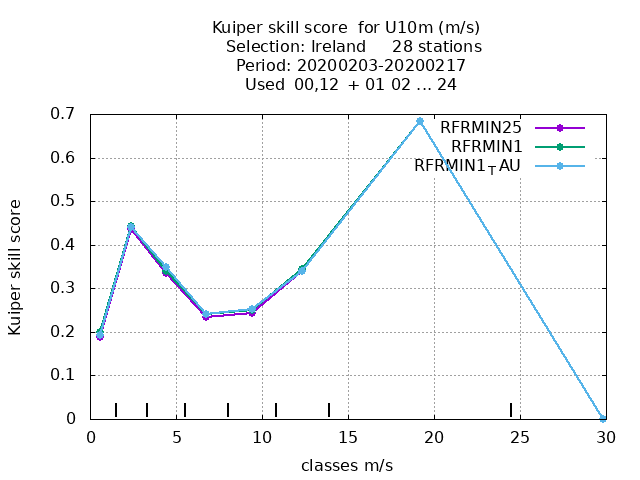 Kuiper skill score for U10m (m/s)
Selection: Ireland 28 stations
Period: 20200203-20200217
Used 00,12 + 01 02 ... 24
Kuiper skill score
0.7
0.6
0.5
0.4
0.3
0.2
0.1
0
RFRMIN25
RFRMIN1
RFRMIN1TAU
0 5 10 15 20 25 30
classes m/s